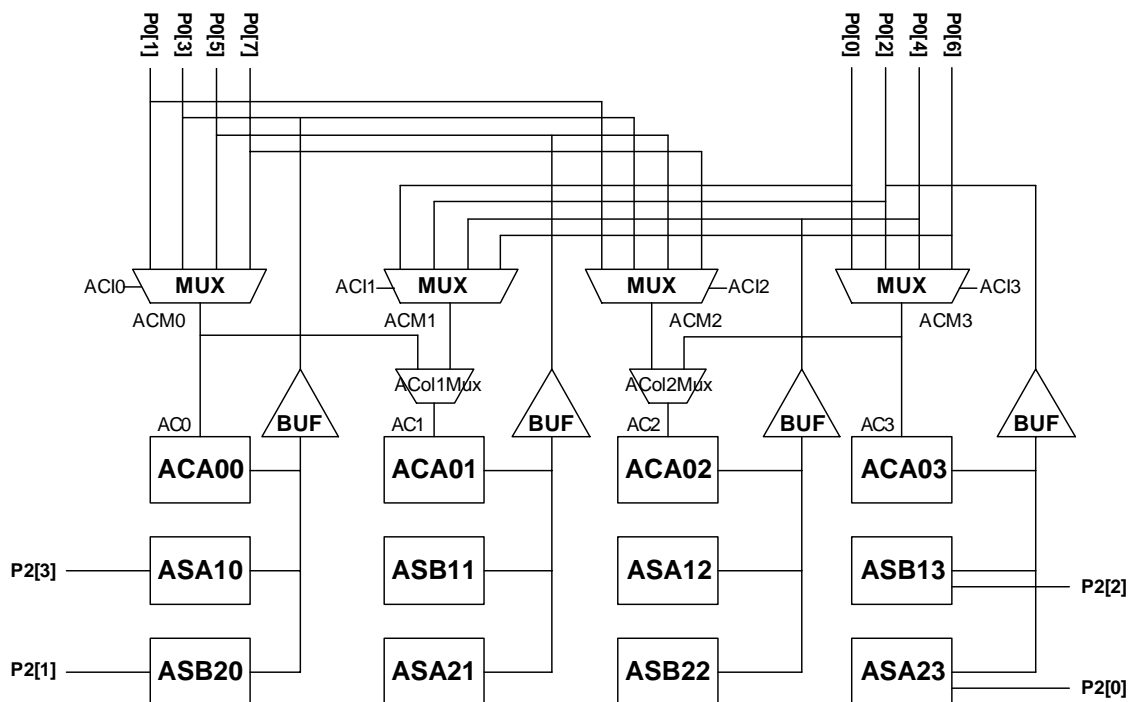 P0[1] P0[3] P0[5] P0[7] P0[0] P0[2] P0[4] P0[6]
ACI0 MUX ACI1 MUX MUX ACI2 MUX ACI3
ACM0 ACM1 ACM2 ACM3
ACol1Mux ACol2Mux
AC0 BUF AC1 BUF AC2 BUF AC3 BUF
ACA00 ACA01 ACA02 ACA03
P2[3] ASA10 ASB11 ASA12 ASB13
P2[2]
P2[1] ASB20 ASA21 ASB22 ASA23
P2[0]